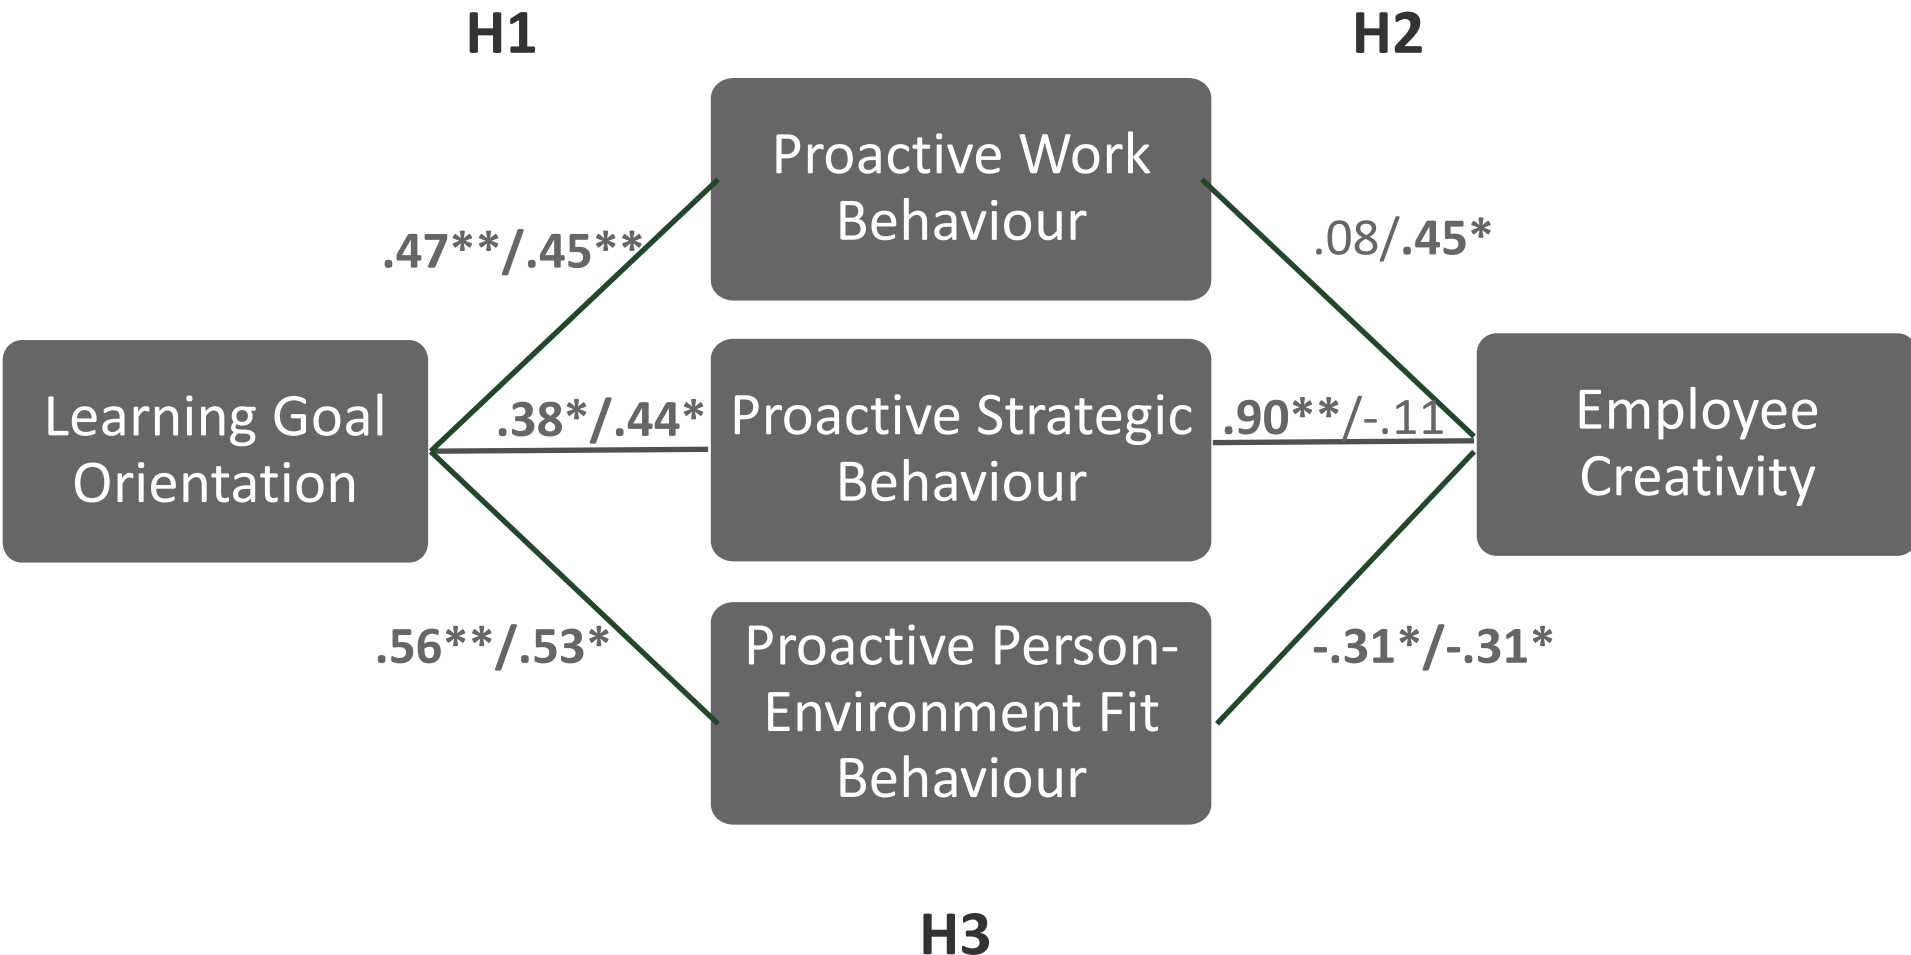 H1
H2
Proactive Work
Behaviour
.47**/.45**
.08/.45*
Learning Goal
Orientation
.38*/.44*
Proactive Strategic
Behaviour
.90**/-.11
Employee
Creativity
.56**/.53*
Proactive Person-
Environment Fit
Behaviour
-.31*/-.31*
H3